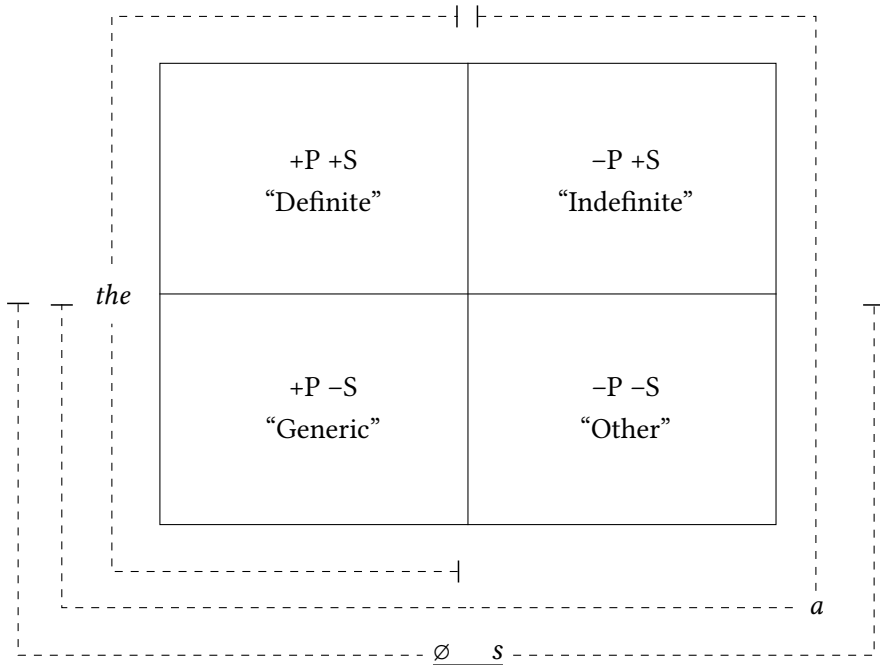 +P +S
“Definite”
–P +S
“Indefinite”
the
+P –S
“Generic”
–P –S
“Other”
a
∅ s